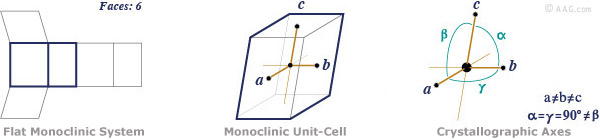 Faces: 6
Flat Monoclinic System
c
a
b
Monoclinic Unit-Cell
© AAG.com
c
β
α
a
b
γ
a≠b≠c
α=γ=90°≠β
Crystallographic Axes